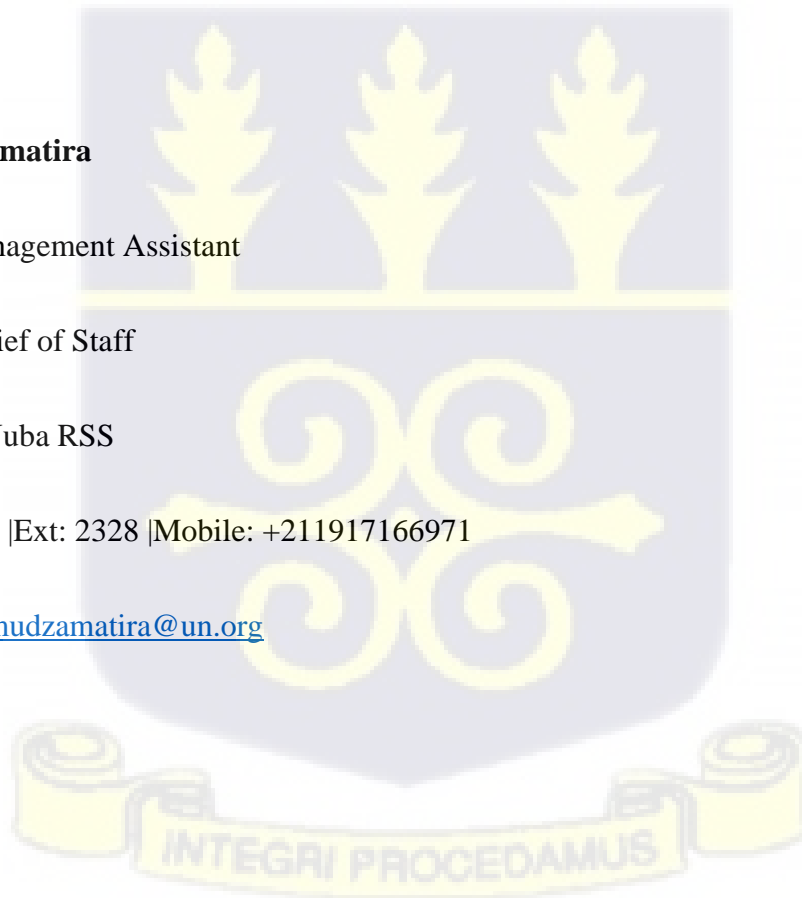 matira
nagement Assistant
ief of Staff
Juba RSS
|Ext: 2328 |Mobile: +211917166971
nudzamatira@un.org
INTEGRI PROCEDAMUS